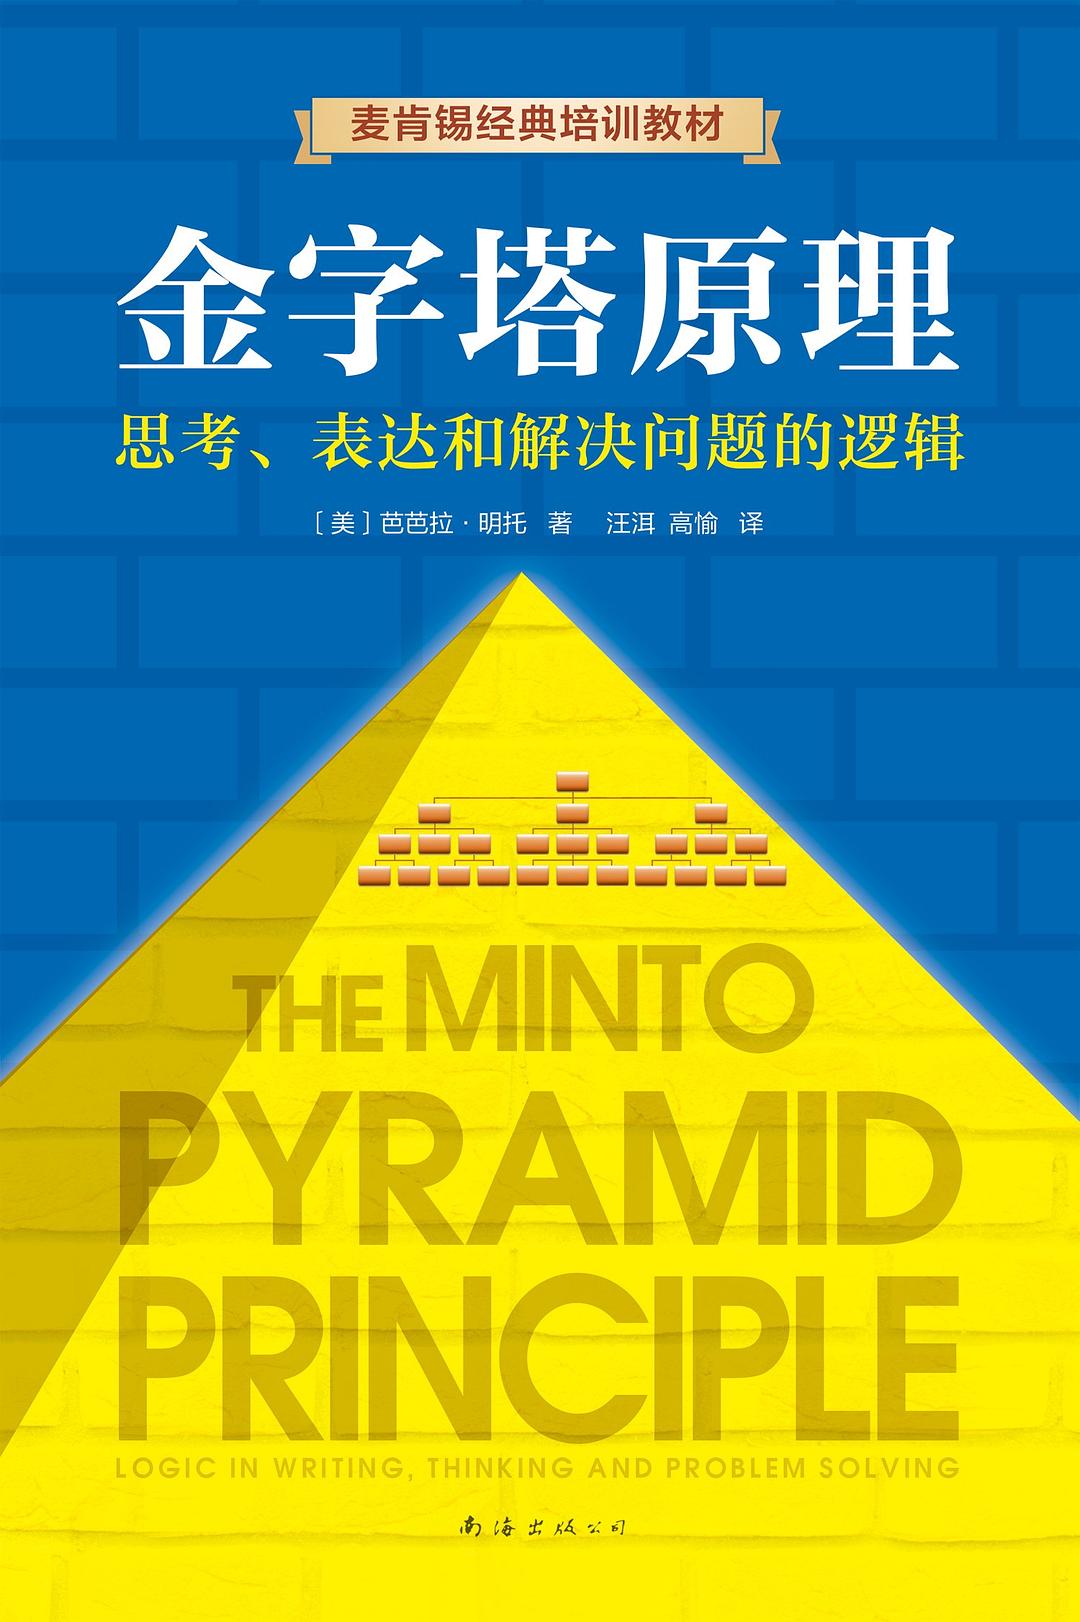 麦肯锡经典培训教材
金字塔原理
思考、表达和解决问题的逻辑
［美］芭芭拉·明托 著 汪洱 高愉 译
THE MINTO
PYRAMID
PRINCIPLE
LOGIC IN WRITING, THINKING AND PROBLEM SOLVING
南海出版公司